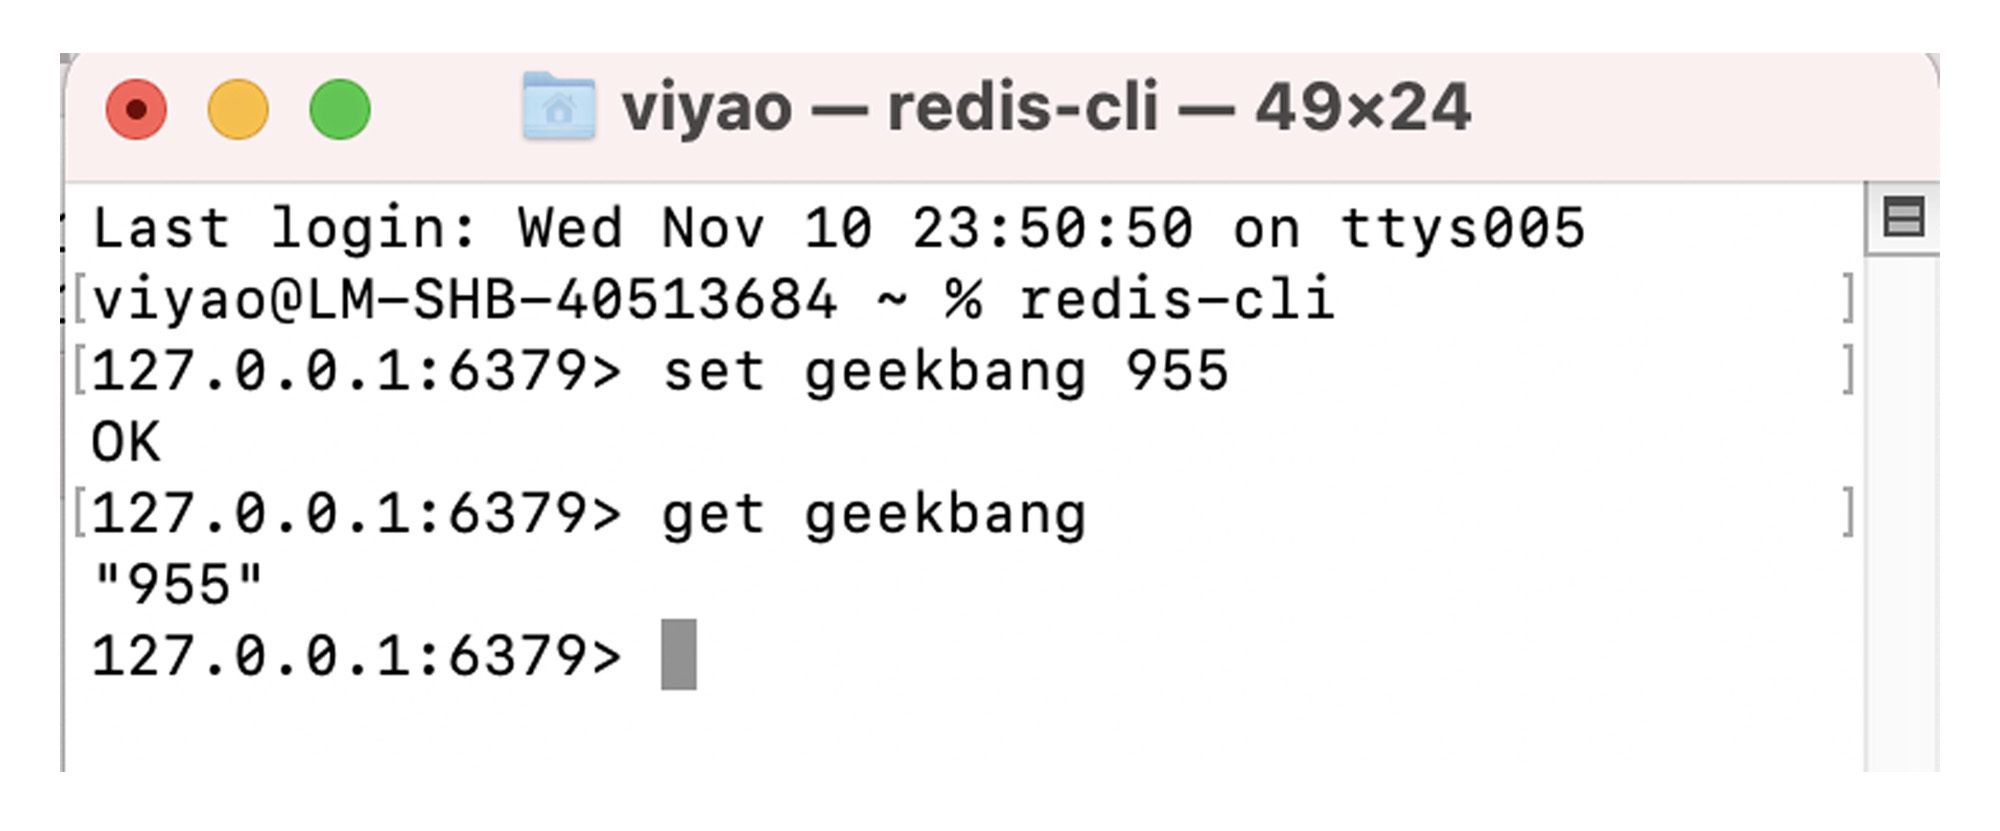 viyao — redis-cli — 49×24
Last login: Wed Nov 10 23:50:50 on ttys005
[viyao@LM-SHB-40513684 ~ % redis-cli ]
[127.0.0.1:6379> set geekbang 955 ]
OK
[127.0.0.1:6379> get geekbang ]
"955"
127.0.0.1:6379>